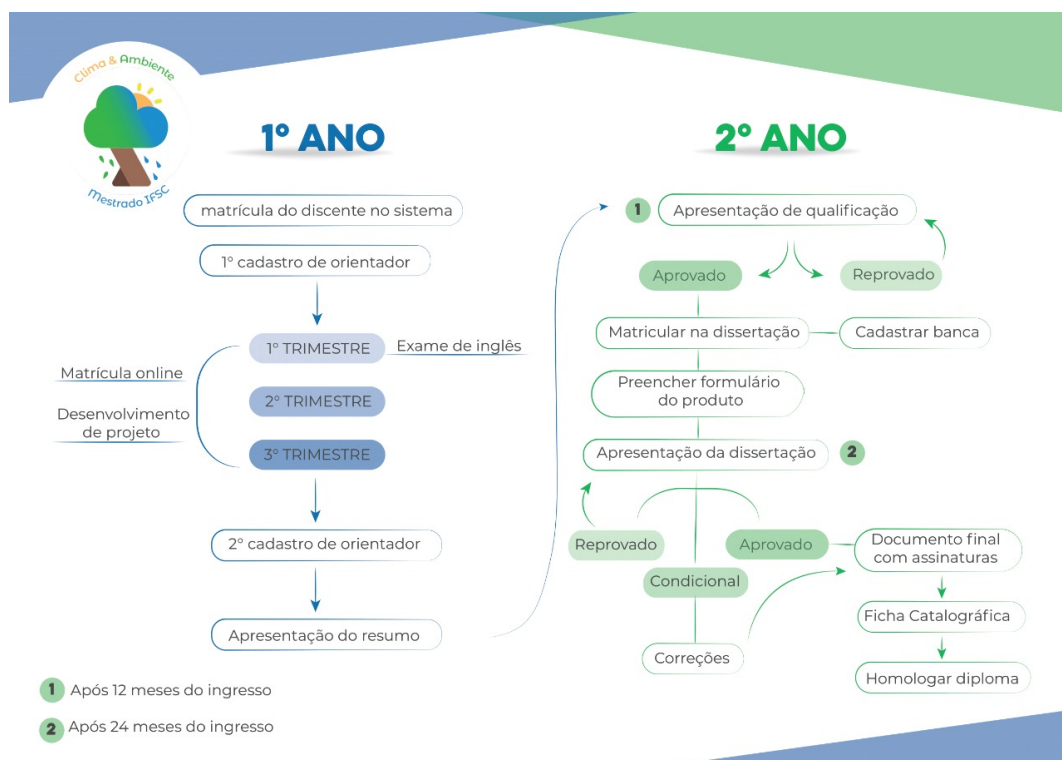 Clima & Ambiente
Mestrado IFSC
1º ANO
matrícula do discente no sistema
1º cadastro de orientador
1º TRIMESTRE
Exame de inglês
Matrícula online
2º TRIMESTRE
Desenvolvimento
de projeto
3º TRIMESTRE
2º cadastro de orientador
Apresentação do resumo
1 Após 12 meses do ingresso
2 Após 24 meses do ingresso
2º ANO
1 Apresentação de qualificação
Aprovado
Reprovado
Matricular na dissertação
Cadastrar banca
Preencher formulário
do produto
Apresentação da dissertação 2
Reprovado
Aprovado
Condicional
Correções
Documento final
com assinaturas
Ficha Catalográfica
Homologar diploma